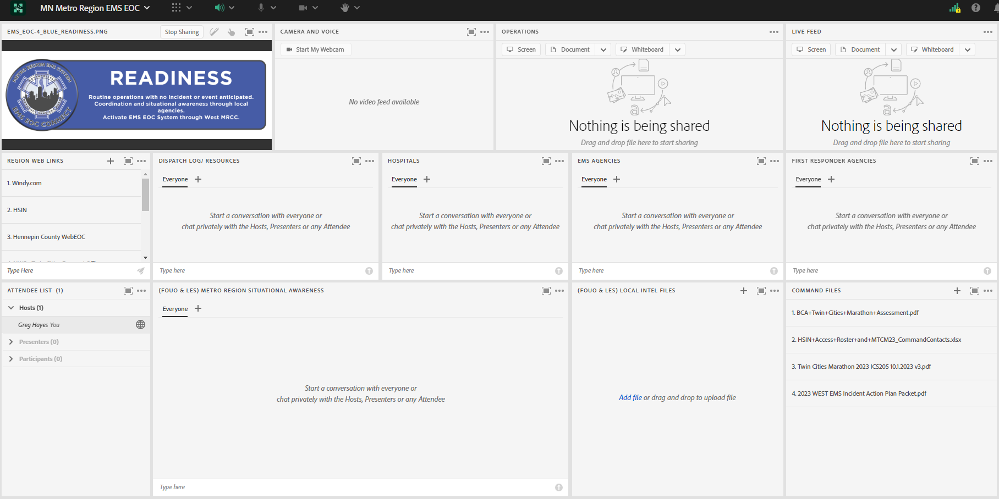 MN Metro Region EMS EOC
EMS_EOC-4_BLUE_READINESS.PNG
Stop Sharing
METRO REGION EMS SYSTEM
EMS EOC CONNECT
READINESS
Routine operations with no incident or event anticipated.
Coordination and situational awareness through local
agencies.
Activate EMS EOC System through West MRCC.
CAMERA AND VOICE
Start My Webcam
No video feed available
OPERATIONS
Screen
Document
Whiteboard
Nothing is being shared
Drag and drop file here to start sharing
LIVE FEED
Screen
Document
Whiteboard
Nothing is being shared
Drag and drop file here to start sharing
REGION WEB LINKS
1. Windy.com
2. HSIN
3. Hennepin County WebEOC
Type Here
DISPATCH LOG/ RESOURCES
Everyone
Start a conversation with everyone or
chat privately with the Hosts, Presenters or any Attendee
Type here
HOSPITALS
Everyone
Start a conversation with everyone or
chat privately with the Hosts, Presenters or any Attendee
Type here
EMS AGENCIES
Everyone
Start a conversation with everyone or
chat privately with the Hosts, Presenters or any Attendee
Type here
FIRST RESPONDER AGENCIES
Everyone
Start a conversation with everyone or
chat privately with the Hosts, Presenters or any Attendee
Type here
ATTENDEE LIST (1)
Hosts (1)
Greg Hayes You
Presenters (0)
Participants (0)
(FOUO & LES) METRO REGION SITUATIONAL AWARENESS
Everyone
Start a conversation with everyone or
chat privately with the Hosts, Presenters or any Attendee
Type here
(FOUO & LES) LOCAL INTEL FILES
Add file or drag and drop to upload file
COMMAND FILES
1. BCA+Twin+Cities+Marathon+Assessment.pdf
2. HSIN+Access+Roster+and+MTCM23_CommandContacts.xlsx
3. Twin Cities Marathon 2023 ICS205 10.1.2023 v3.pdf
4. 2023 WEST EMS Incident Action Plan Packet.pdf